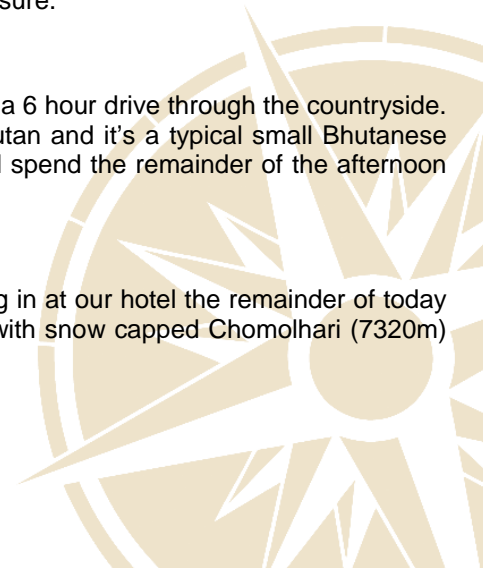 sure.
a 6 hour drive through the countryside.
utan and it's a typical small Bhutanese
spend the remainder of the afternoon
g in at our hotel the remainder of today
with snow capped Chomolhari (7320m)